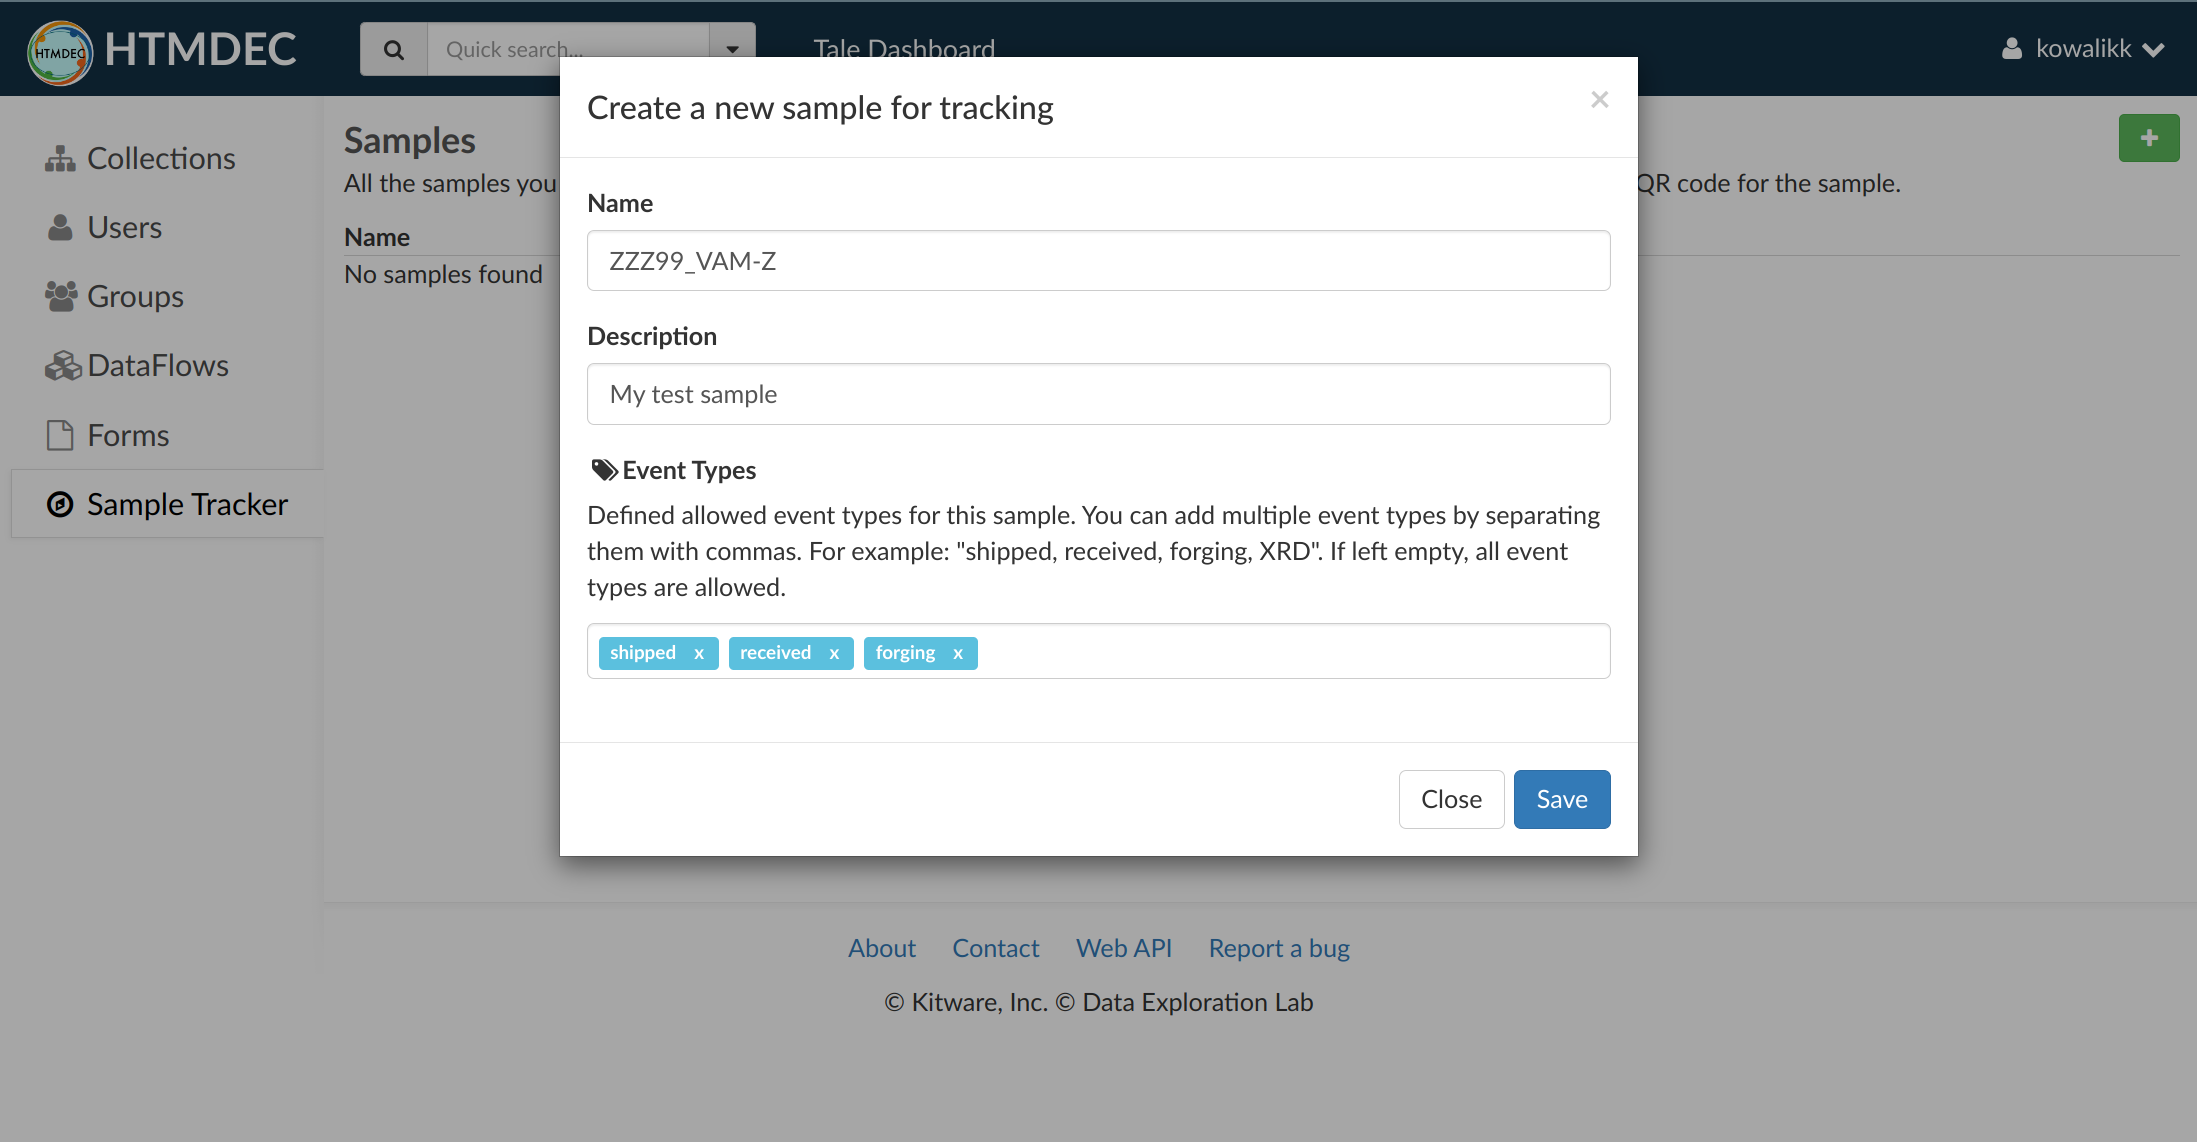 HTMDEC HTMDEC
Quick search...
Tale Dashboard
kowalikk
Collections
Users
Groups
DataFlows
Forms
Sample Tracker
Samples
All the samples you
QR code for the sample.
Name
No samples found
Create a new sample for tracking
×
Name
ZZZ99_VAM-Z
Description
My test sample
Event Types
Defined allowed event types for this sample. You can add multiple event types by separating
them with commas. For example: "shipped, received, forging, XRD". If left empty, all event
types are allowed.
shipped x received x forging x
Close Save
About Contact Web API Report a bug
© Kitware, Inc. © Data Exploration Lab